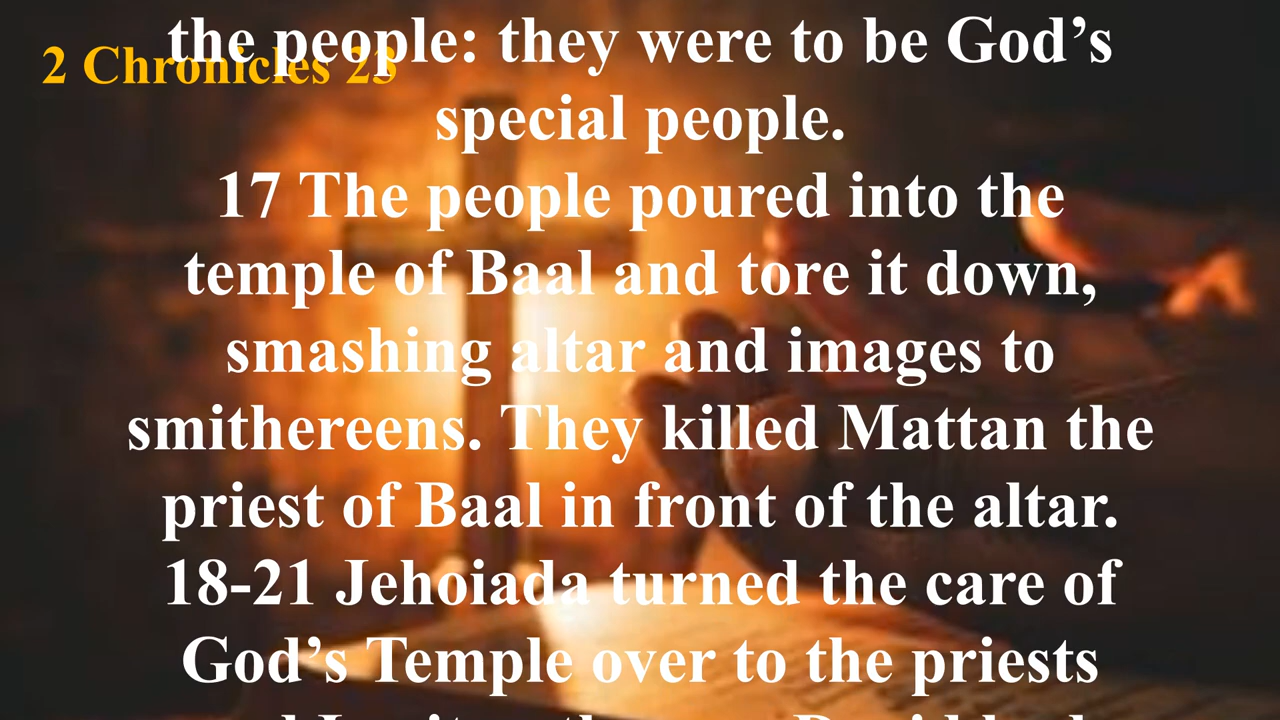 the people: they were to be God’s
2 Chronicles 23
special people.
17 The people poured into the
temple of Baal and tore it down,
smashing altar and images to
smithereens. They killed Mattan the
priest of Baal in front of the altar.
18-21 Jehoiada turned the care of
God’s Temple over to the priests